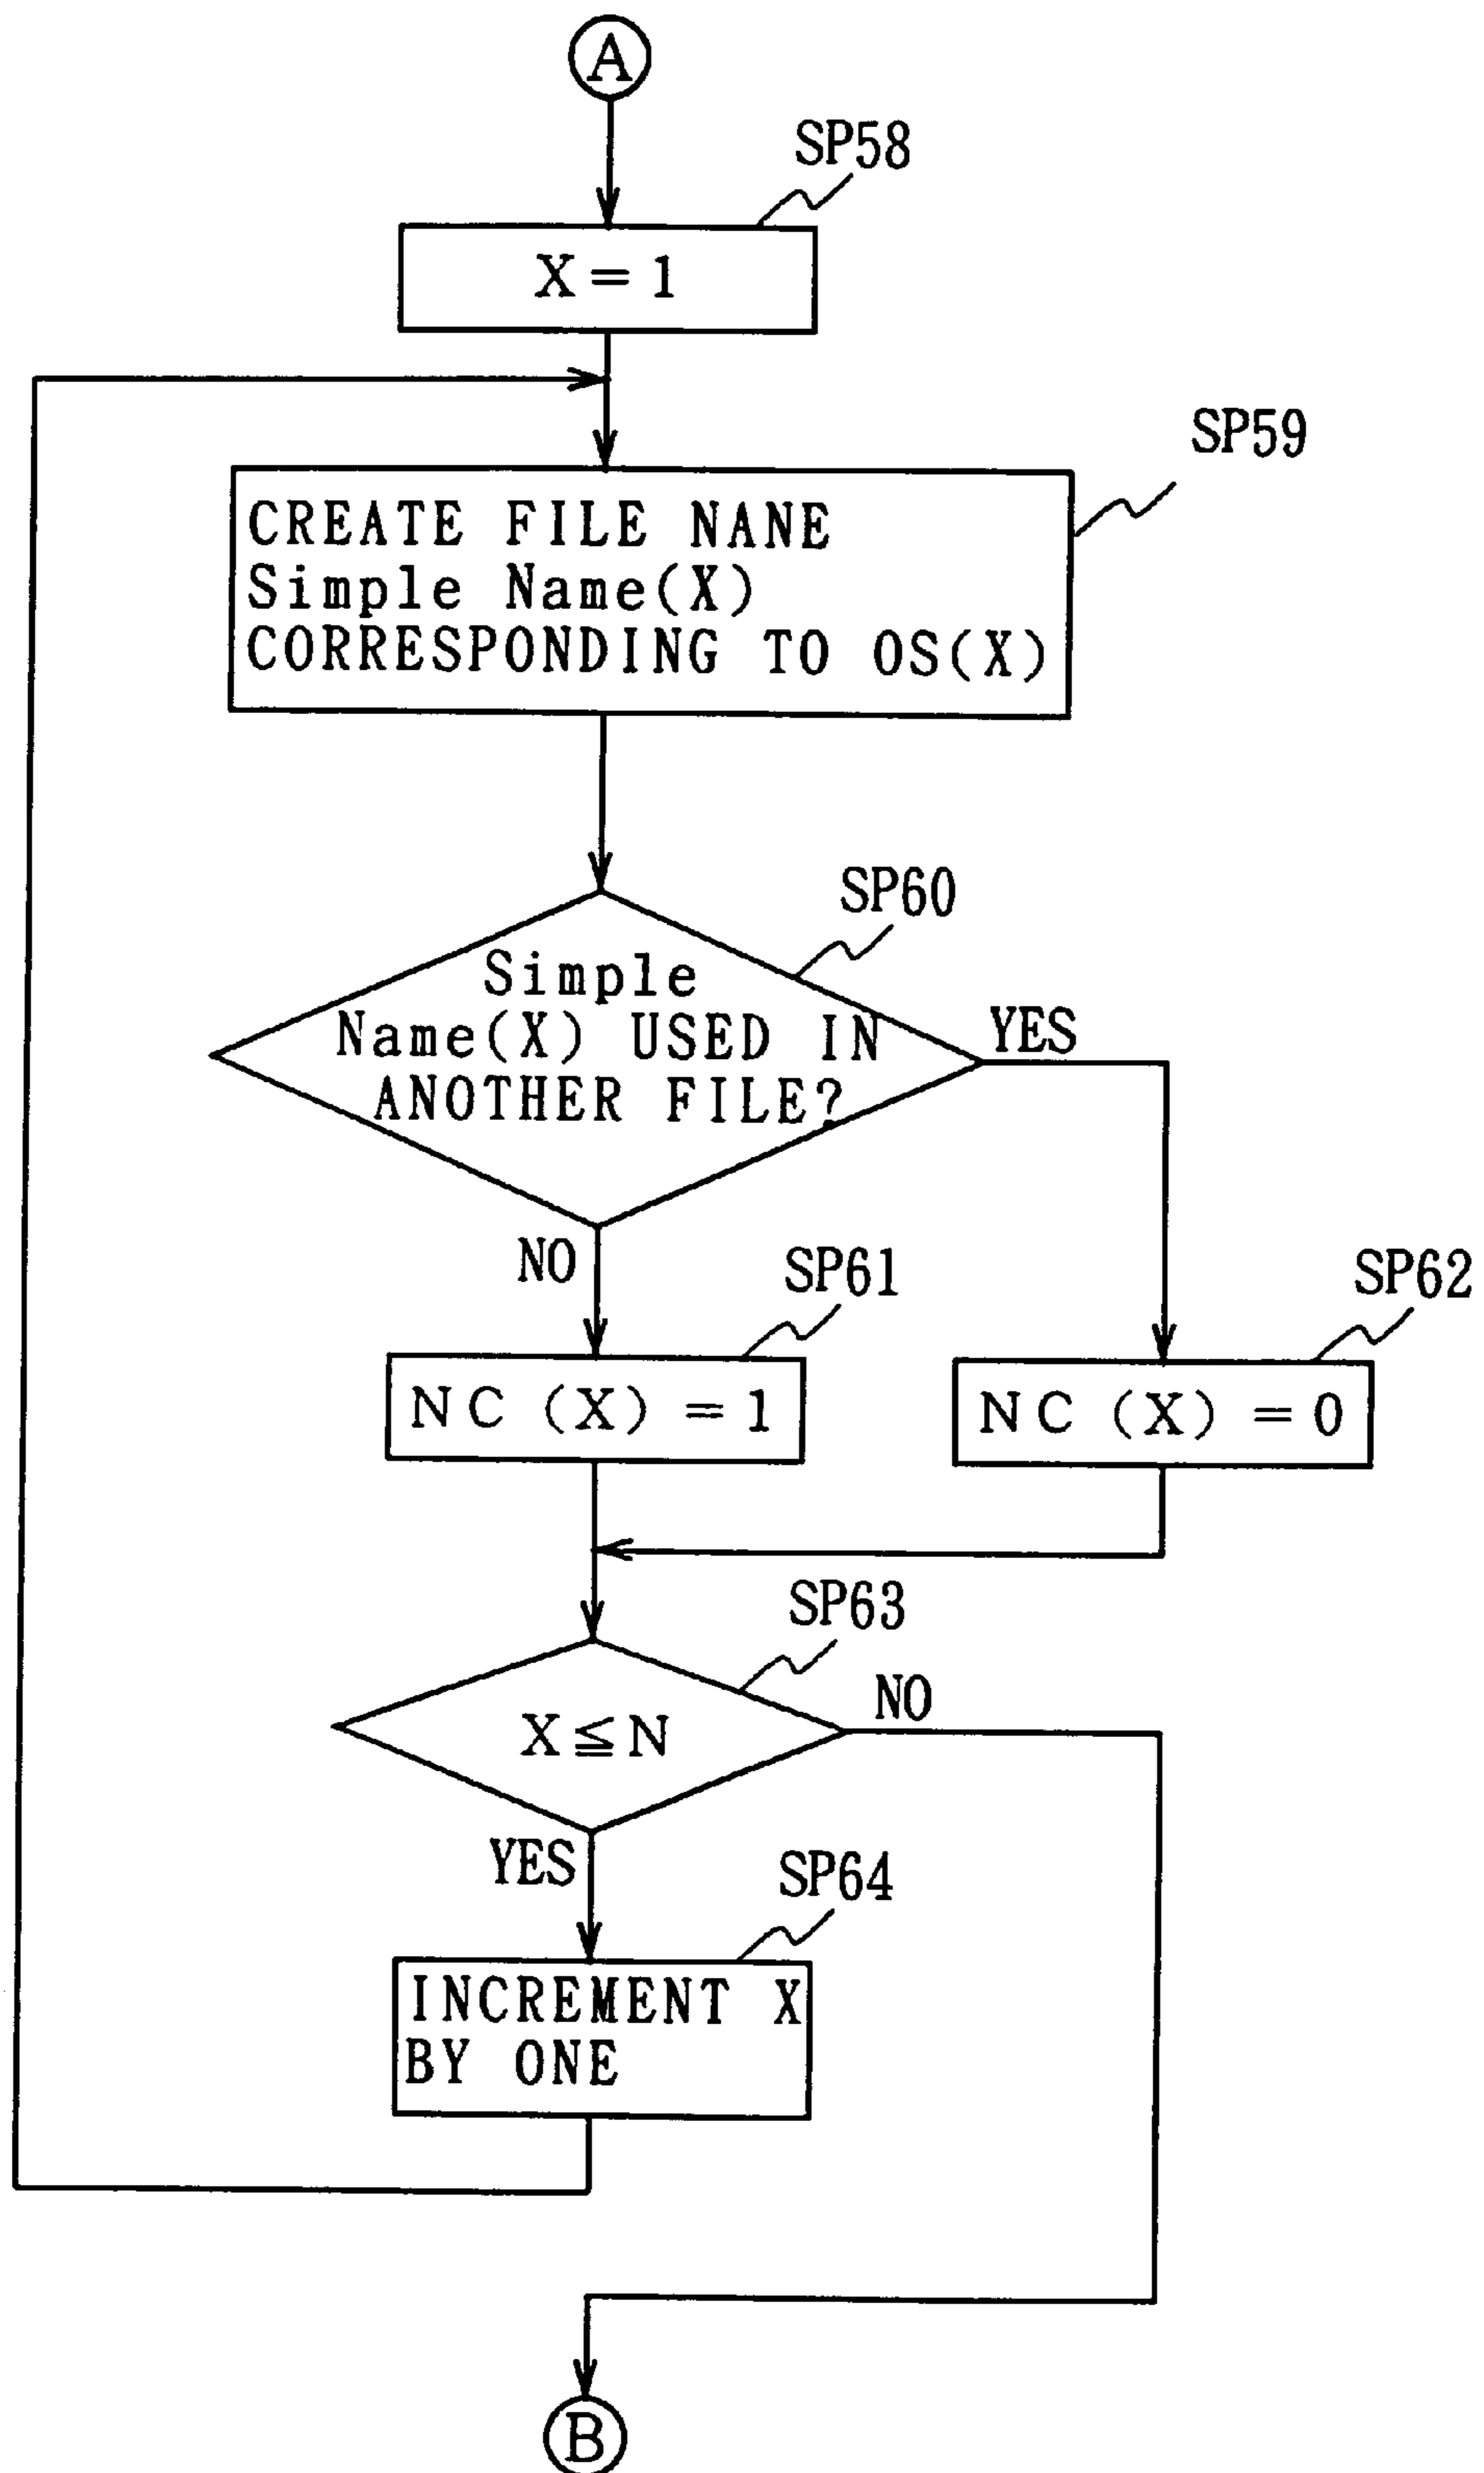 A
SP58
X = 1
SP59
CREATE FILE NANE
Simple Name(X)
CORRESPONDING TO OS(X)
SP60
Simple
Name(X) USED IN
ANOTHER FILE?
YES
NO
SP61
SP62
NC (X) = 1
NC (X) = 0
SP63
X ≦ N
NO
YES
SP64
INCREMENT X
BY ONE
B